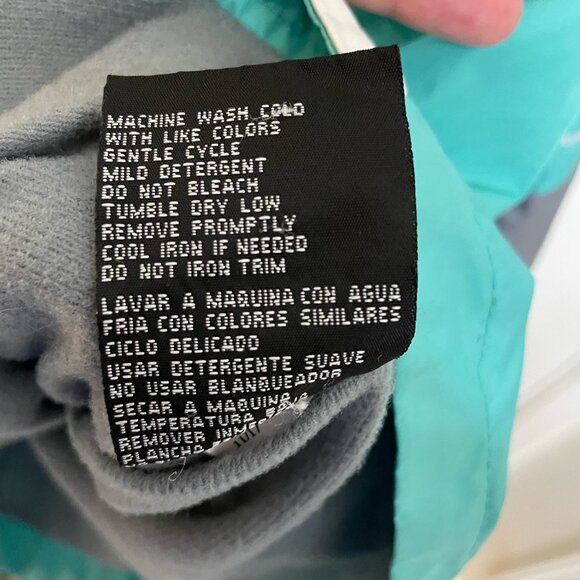 MACHINE WASH COLD
WITH LIKE COLORS
GENTLE CYCLE
MILD DETERGENT
DO NOT BLEACH
TUMBLE DRY LOW
REMOVE PROMPTLY
COOL IRON IF NEEDED
DO NOT IRON TRIM
LAVAR A MAQUINA CON AGUA
FRIA CON COLORES SIMILARES
CICLO DELICADO
USAR DETERGENTE SUAVE
NO USAR BLANQUEADOR
SECAR A MAQUINA
TEMPERATURA
REMOVER
PLANCHA